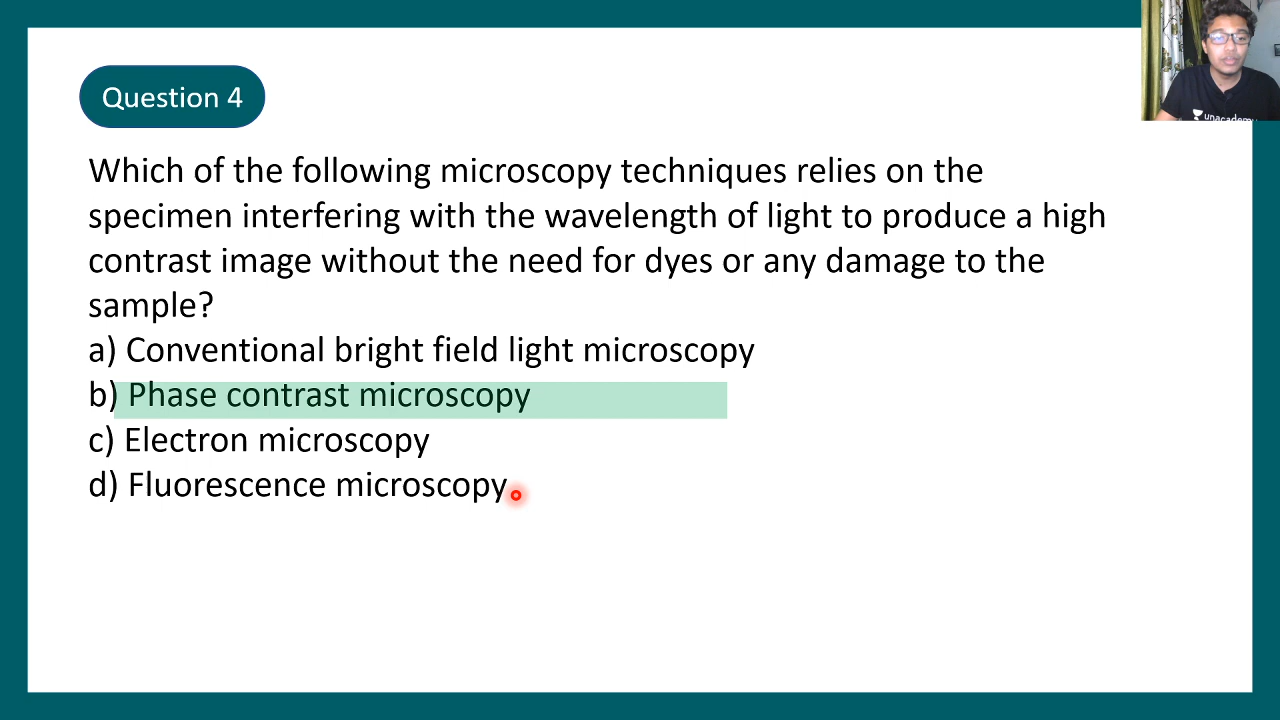 Question 4
Which of the following microscopy techniques relies on the
specimen interfering with the wavelength of light to produce a high
contrast image without the need for dyes or any damage to the
sample?
a) Conventional bright field light microscopy
b) Phase contrast microscopy
c) Electron microscopy
d) Fluorescence microscopy
unacademy